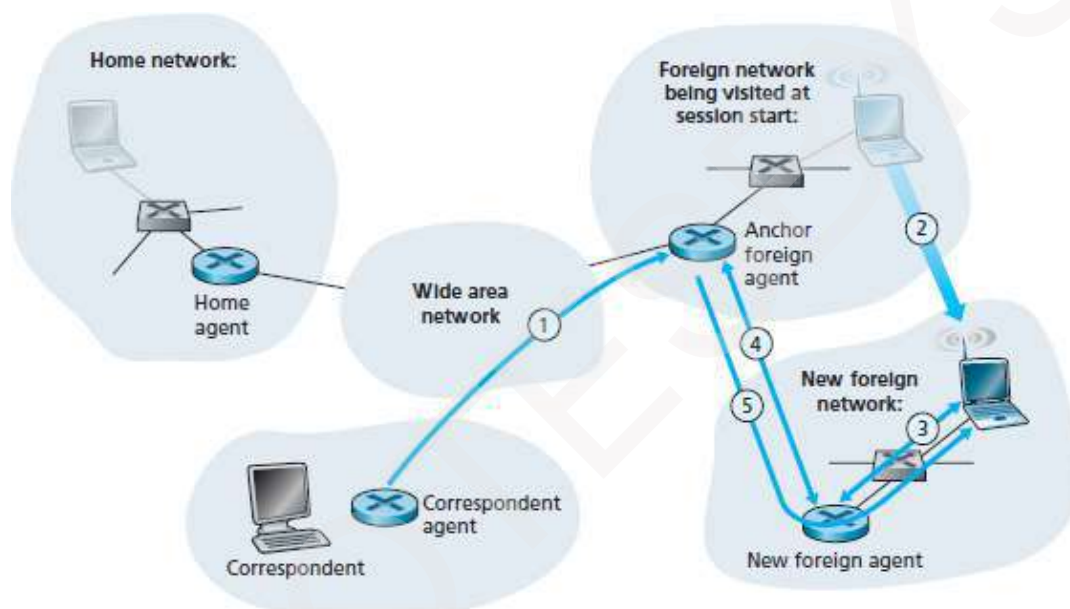 Home network:
Home
agent
Wide area
network
1
Foreign network
being visited at
session start:
Anchor
foreign
agent
2
4
5
New foreign
network:
3
New foreign agent
Correspondent
agent
Correspondent